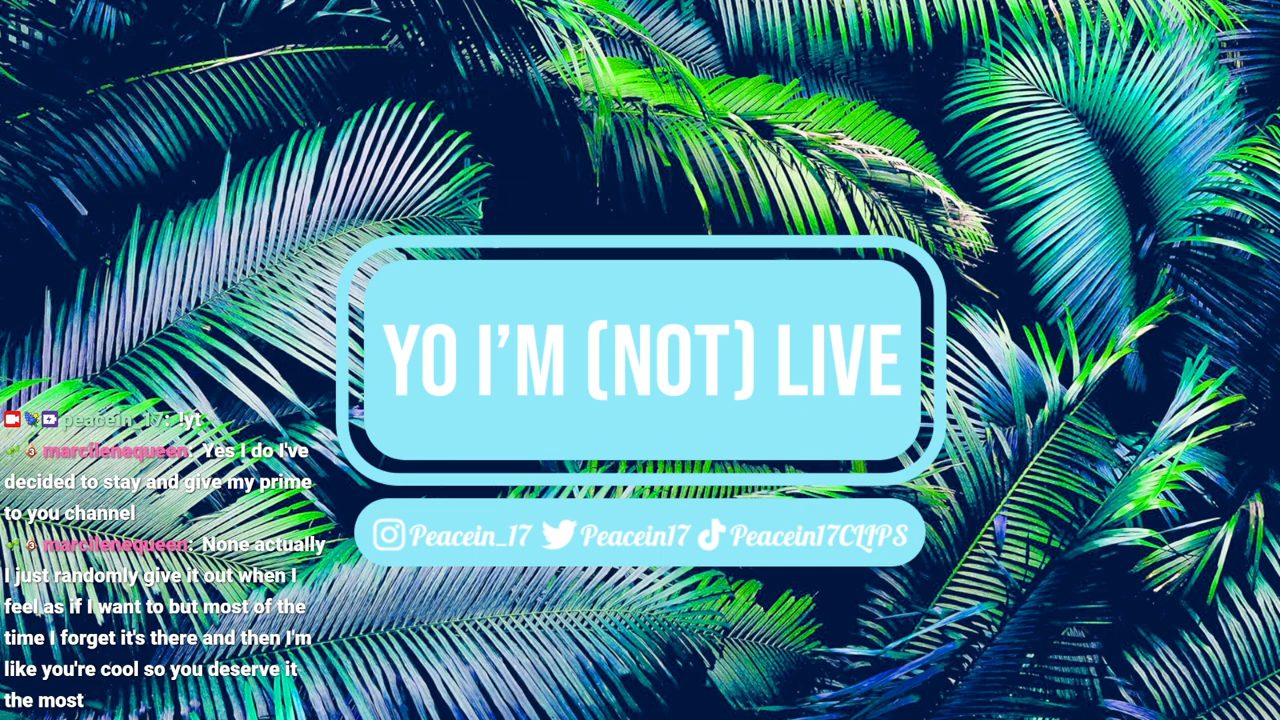 YO I'M (NOT) LIVE
Peacein_17 Peacein17 Peacein17CLIPS
peacein_17: !yt
marcilenequeen: Yes I do I've
decided to stay and give my prime
to you channel
marcilenequeen: None actually
I just randomly give it out when I
feel as if I want to but most of the
time I forget it's there and then I'm
like you're cool so you deserve it
the most